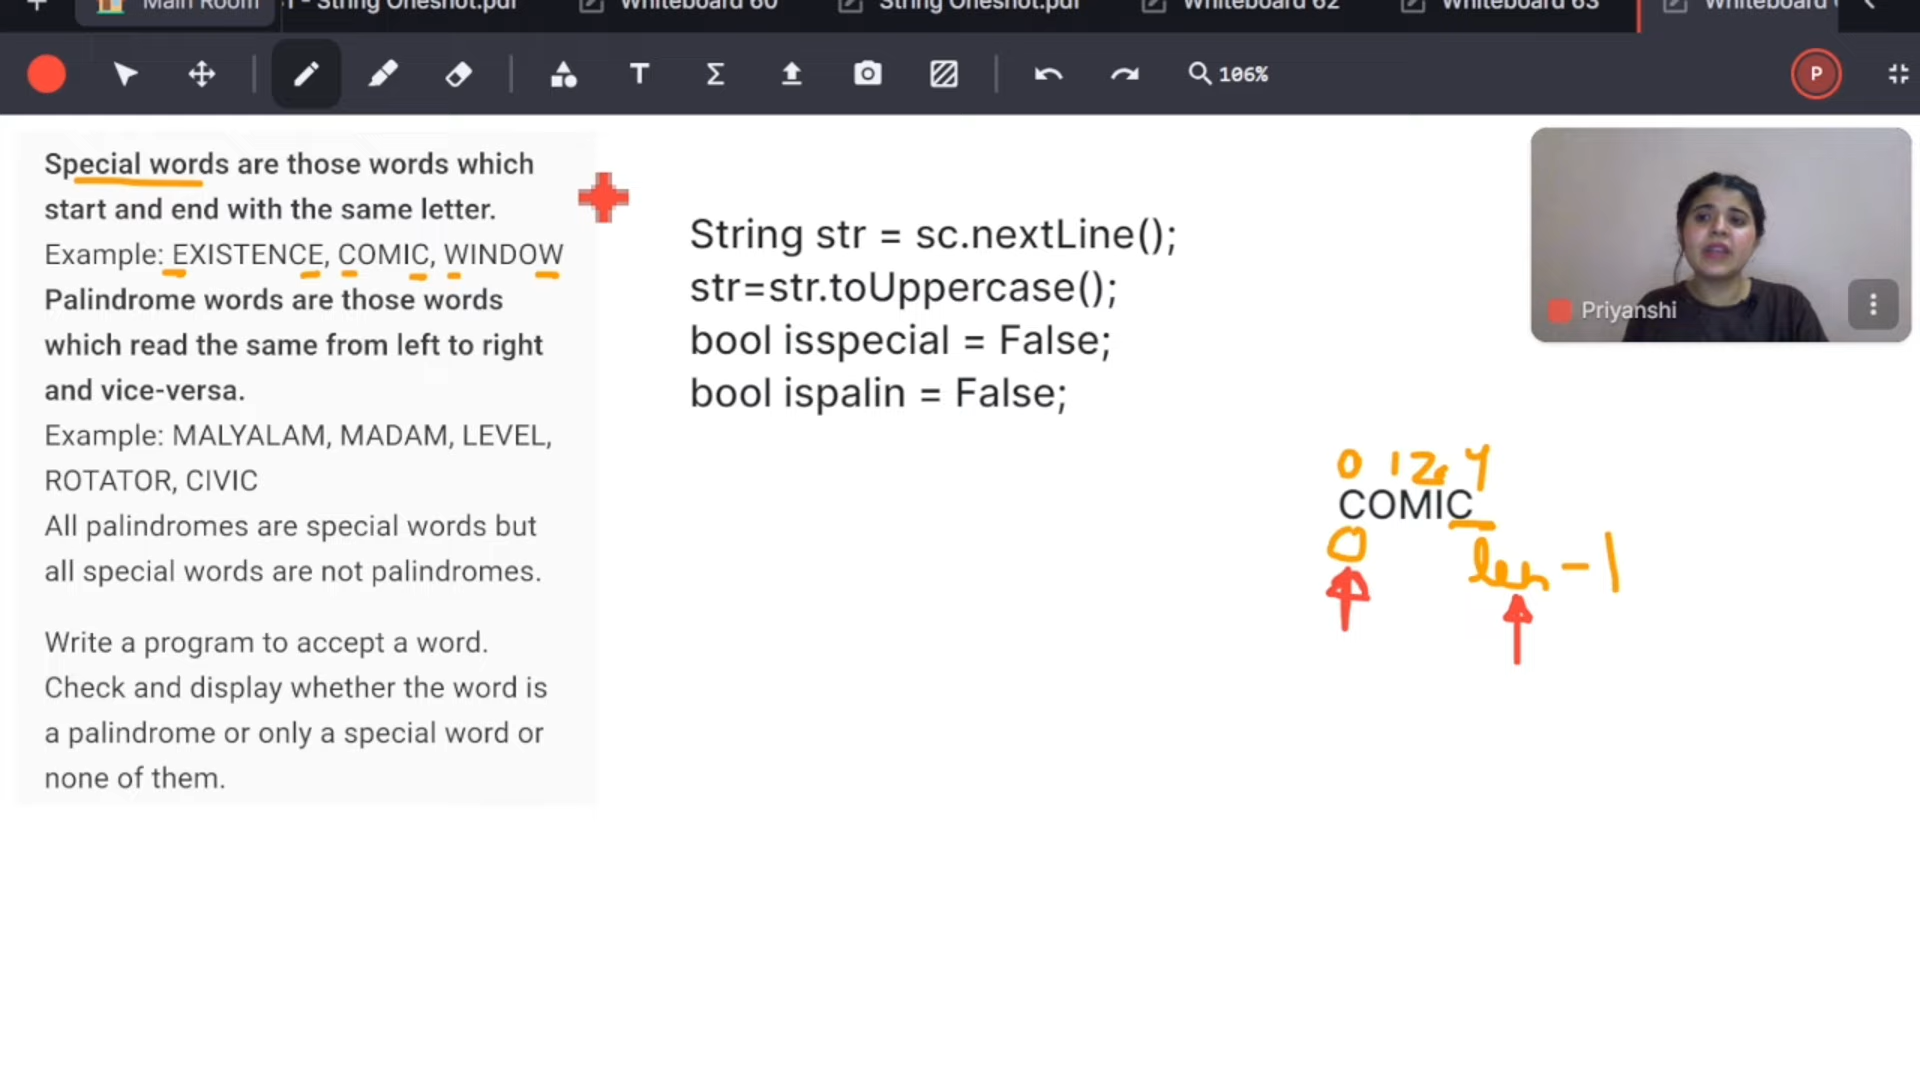 Main Room
- String Oneshot.pdf
Whiteboard 60
String Oneshot.pdf
Whiteboard 62
Whiteboard 63
Whiteboard
T Σ 106% P
Special words are those words which
start and end with the same letter.
Example: EXISTENCE, COMIC, WINDOW
Palindrome words are those words
which read the same from left to right
and vice-versa.
Example: MALYALAM, MADAM, LEVEL,
ROTATOR, CIVIC
All palindromes are special words but
all special words are not palindromes.
Write a program to accept a word.
Check and display whether the word is
a palindrome or only a special word or
none of them.
String str = sc.nextLine();
str=str.toUppercase();
bool isspecial = False;
bool ispalin = False;
Priyanshi
0 1 2 4
COMIC
0 len - 1